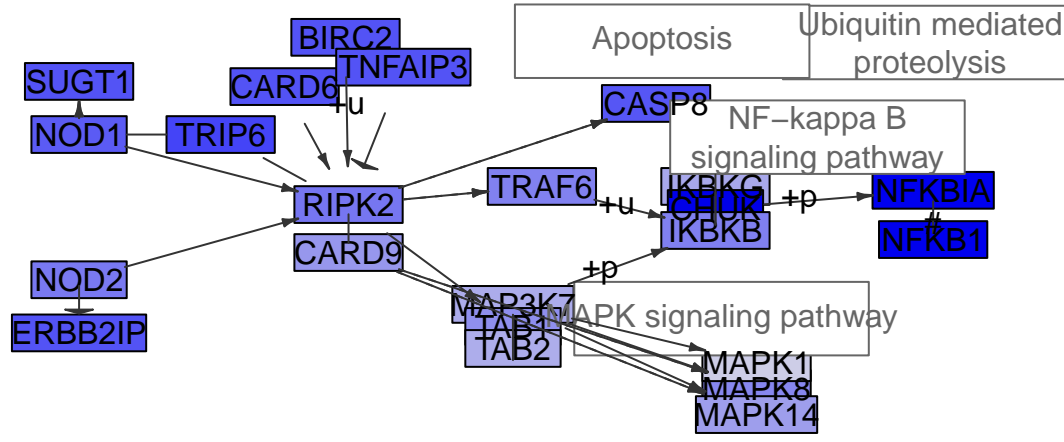 BIRC2
Apoptosis
Ubiquitin mediated
proteolysis
TNFAIP3
SUGT1
CARD6
+u
CASP8
NOD1
TRIP6
NF−kappa B
signaling pathway
RIPK2
TRAF6
+u
IKBKG
CHUK
IKBKB
+p
NFKBIA
#
NFKB1
CARD9
NOD2
+p
ERBB2IP
MAP3K7
TAB1
TAB2
MAPK signaling pathway
MAPK1
MAPK8
MAPK14